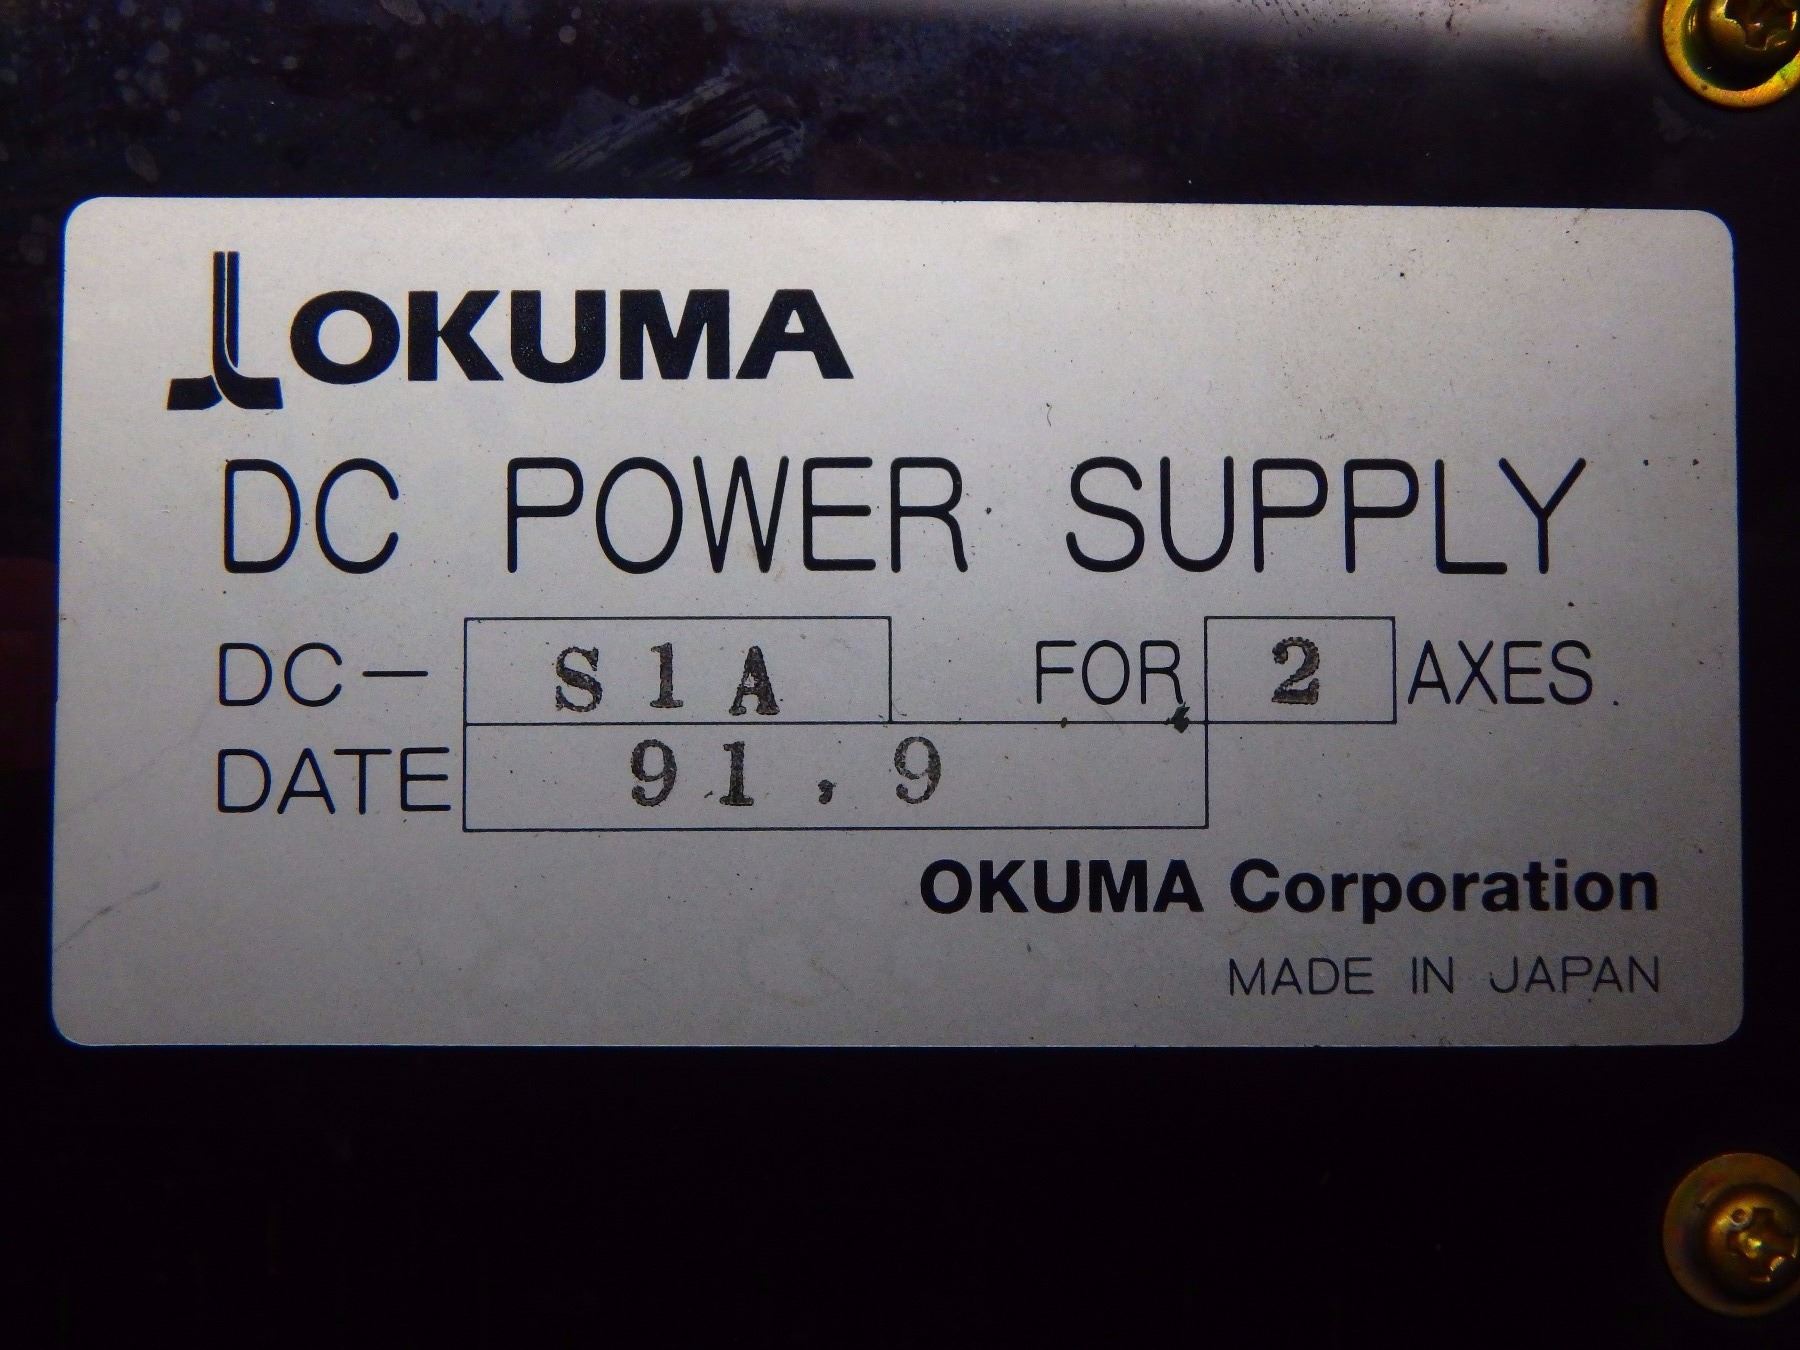 OKUMA
DC POWER SUPPLY
DC- S1A FOR 2 AXES
DATE 91,9
OKUMA Corporation
MADE IN JAPAN